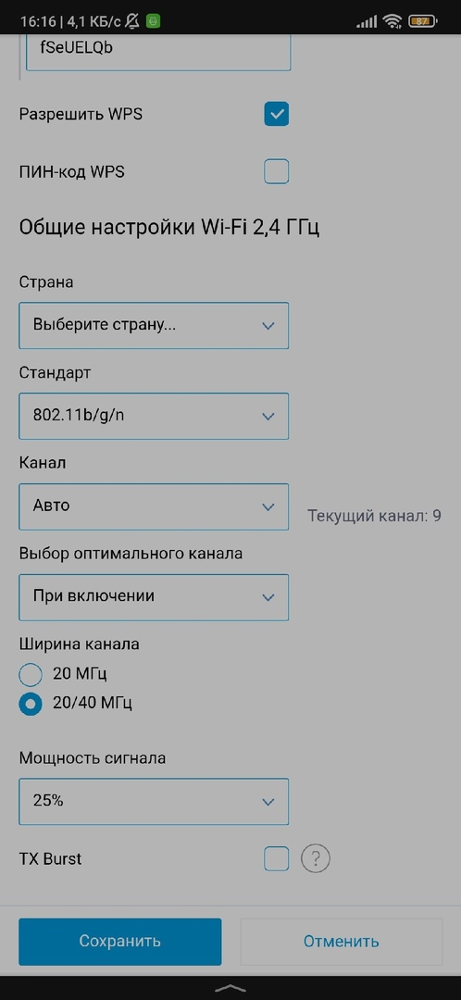 16:16 | 4,1 КБ/с
87
fSeUELQb
Разрешить WPS
ПИН-код WPS
Общие настройки Wi-Fi 2,4 ГГц
Страна
Выберите страну...
Стандарт
802.11b/g/n
Канал
Авто
Текущий канал: 9
Выбор оптимального канала
При включении
Ширина канала
20 МГц
20/40 МГц
Мощность сигнала
25%
TX Burst
?
Сохранить
Отменить